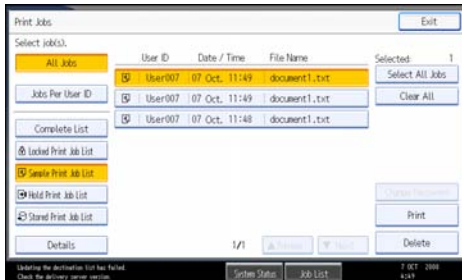 Print Jobs
Exit
Select job(s).
All Jobs
User ID Date / Time File Name
Selected: 1
User007 07 Oct. 11:49 document1.txt
Select All Jobs
Jobs Per User ID
User007 07 Oct. 11:49 document1.txt
Clear All
User007 07 Oct. 11:48 document1.txt
Complete List
Locked Print Job List
Sample Print Job List
Hold Print Job List
Change Password
Stored Print Job List
Print
Details
1/1
Next
Delete
Updating the destination list has failed.
Check the delivery server version.
System Status
Job List
7 OCT 2008